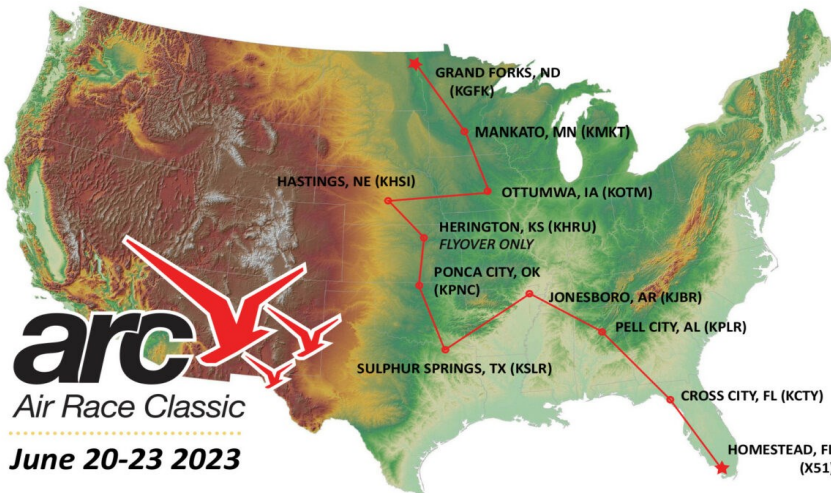 GRAND FORKS, ND
(KGFK)
MANKATO, MN (KMKT)
HASTINGS, NE (KHSI)
OTTUMWA, IA (KOTM)
HERINGTON, KS (KHRU)
FLYOVER ONLY
PONCA CITY, OK
(KPNC)
JONESBORO, AR (KJBR)
PELL CITY, AL (KPLR)
SULPHUR SPRINGS, TX (KSLR)
CROSS CITY, FL (KCTY)
HOMESTEAD, FL
(X51)
arc
Air Race Classic
June 20-23 2023